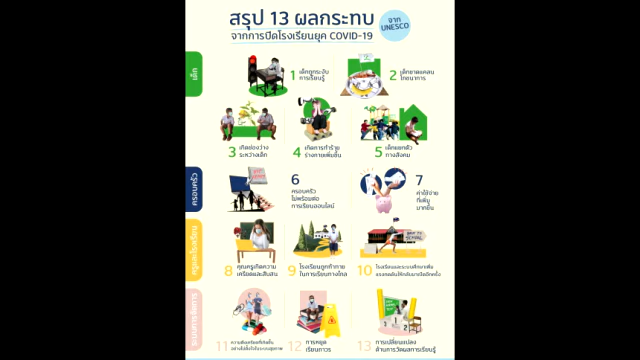 สรุป 13 ผลกระทบ
จากการปิดโรงเรียนยุค COVID-19
จาก
UNESCO
เด็ก
1 เด็กถูกระงับ
การเรียนรู้
2 เด็กขาดแคลน
โภชนาการ
3 เกิดช่องว่าง
ระหว่างเด็ก
4 เกิดการทำร้าย
ร่างกายเพิ่มขึ้น
5 เด็กแยกตัว
ทางสังคม
ครอบครัว
6
ครอบครัว
ไม่พร้อมต่อ
การเรียนออนไลน์
7
ค่าใช้จ่าย
ที่เพิ่ม
มากขึ้น
8 คุณครูเกิดความ
เครียดและสับสน
9 โรงเรียนถูกท้าทาย
ในการเรียนทางไกล
10
11
12 การหยุด
เรียนถาวร
13 การเปลี่ยนแปลง
ด้านการวัดผลการเรียนรู้